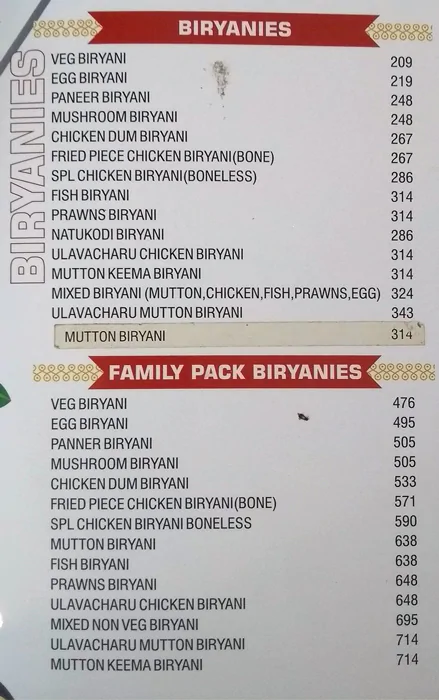 BIRYANIES
BIRYANIES
VEG BIRYANI 209
EGG BIRYANI 219
PANEER BIRYANI 248
MUSHROOM BIRYANI 248
CHICKEN DUM BIRYANI 267
FRIED PIECE CHICKEN BIRYANI(BONE) 267
SPL CHICKEN BIRYANI(BONELESS) 286
FISH BIRYANI 314
PRAWNS BIRYANI 314
NATUKODI BIRYANI 286
ULAVACHARU CHICKEN BIRYANI 314
MUTTON KEEMA BIRYANI 314
MIXED BIRYANI (MUTTON,CHICKEN,FISH,PRAWNS,EGG) 324
ULAVACHARU MUTTON BIRYANI 343
MUTTON BIRYANI 314
FAMILY PACK BIRYANIES
VEG BIRYANI 476
EGG BIRYANI 495
PANNER BIRYANI 505
MUSHROOM BIRYANI 505
CHICKEN DUM BIRYANI 533
FRIED PIECE CHICKEN BIRYANI(BONE) 571
SPL CHICKEN BIRYANI BONELESS 590
MUTTON BIRYANI 638
FISH BIRYANI 638
PRAWNS BIRYANI 648
ULAVACHARU CHICKEN BIRYANI 648
MIXED NON VEG BIRYANI 695
ULAVACHARU MUTTON BIRYANI 714
MUTTON KEEMA BIRYANI 714